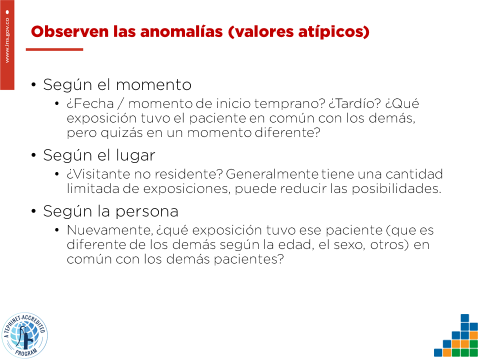 www.ins.gov.co
Observen las anomalías (valores atípicos)
• Según el momento
• ¿Fecha / momento de inicio temprano? ¿Tardío? ¿Qué
exposición tuvo el paciente en común con los demás,
pero quizás en un momento diferente?
• Según el lugar
• ¿Visitante no residente? Generalmente tiene una cantidad
limitada de exposiciones, puede reducir las posibilidades.
• Según la persona
• Nuevamente, ¿qué exposición tuvo ese paciente (que es
diferente de los demás según la edad, el sexo, otros) en
común con los demás pacientes?
A TEPHINET ACCREDITED
PROGRAM